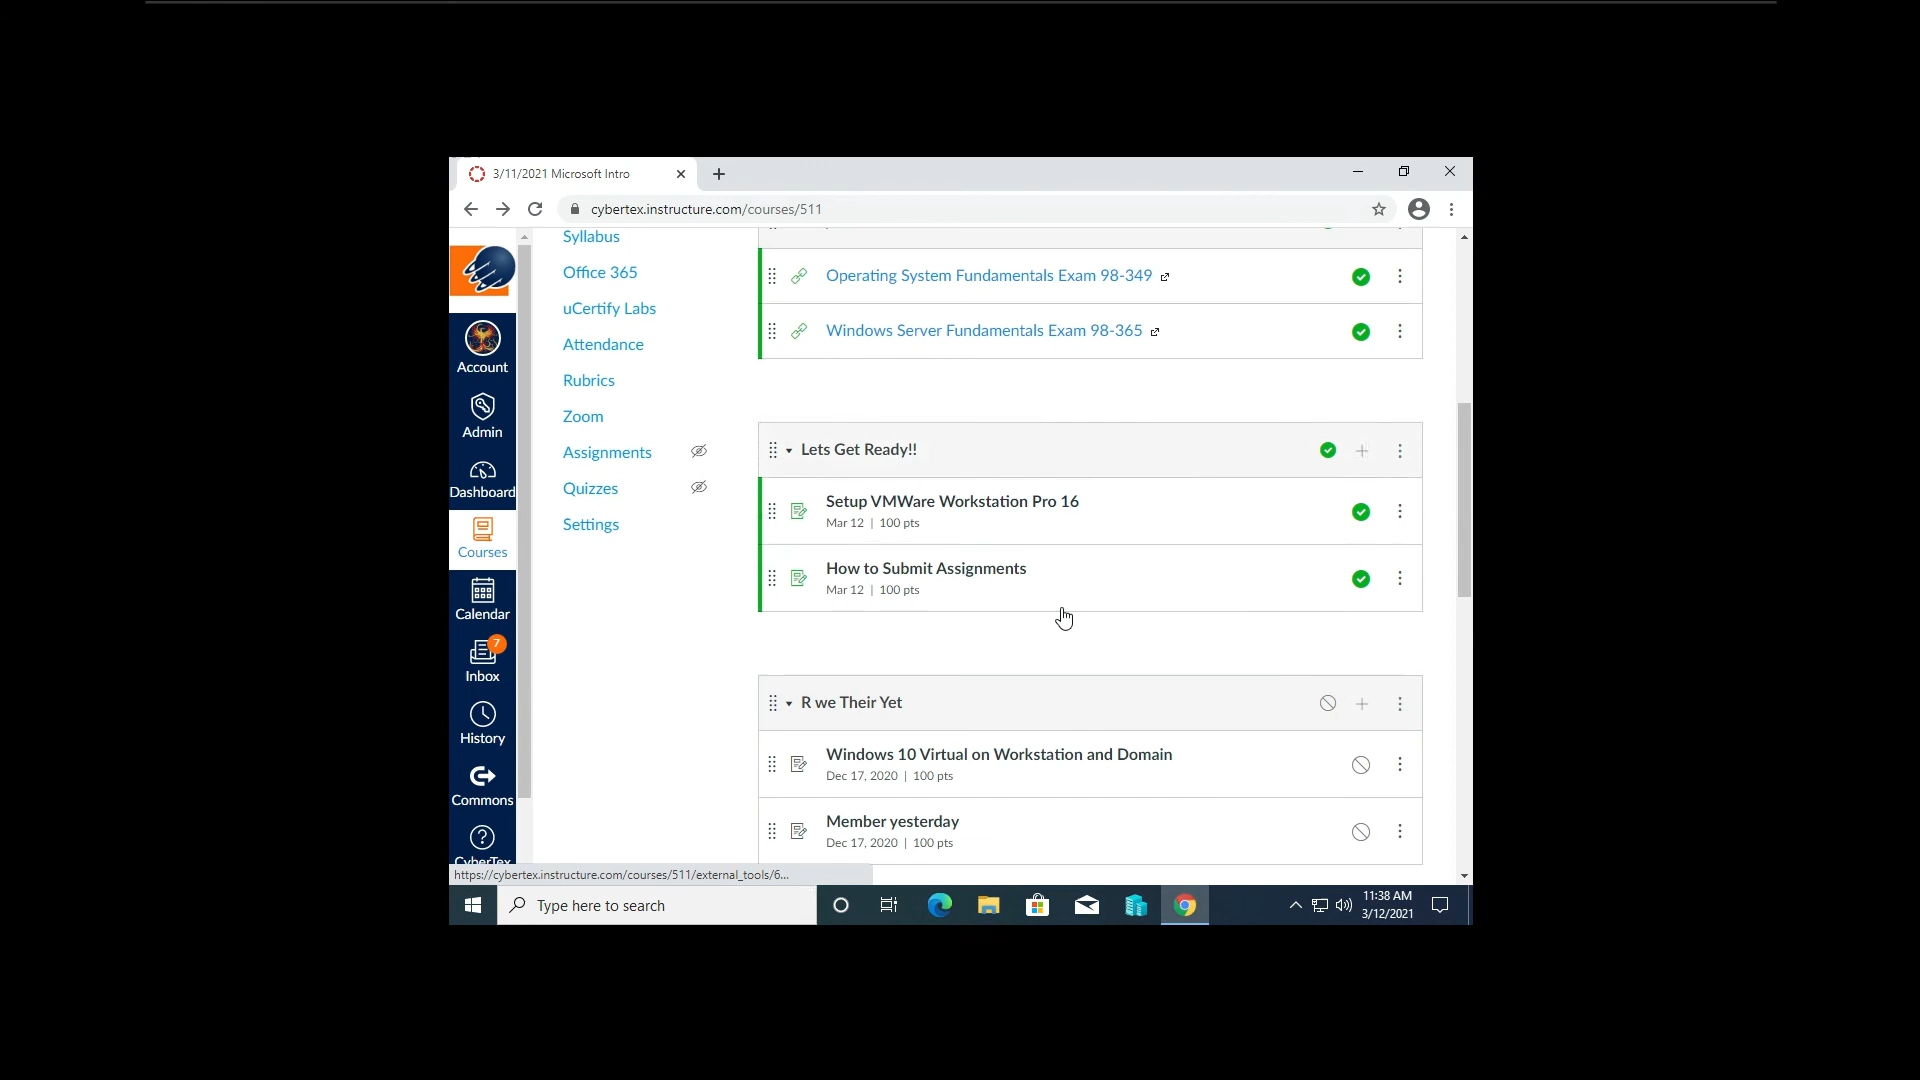 3/11/2021 Microsoft Intro
cybertex.instructure.com/courses/511
Syllabus
Office 365
uCertify Labs
Attendance
Rubrics
Zoom
Assignments
Quizzes
Settings
Account
Admin
Dashboard
Courses
Calendar
7
Inbox
History
Commons
CyberTex
Operating System Fundamentals Exam 98-349
Windows Server Fundamentals Exam 98-365
Lets Get Ready!!
Setup VMWare Workstation Pro 16
Mar 12 | 100 pts
How to Submit Assignments
Mar 12 | 100 pts
R we Their Yet
Windows 10 Virtual on Workstation and Domain
Dec 17, 2020 | 100 pts
Member yesterday
Dec 17, 2020 | 100 pts
https://cybertex.instructure.com/courses/511/external_tools/6...
Type here to search
11:38 AM
3/12/2021